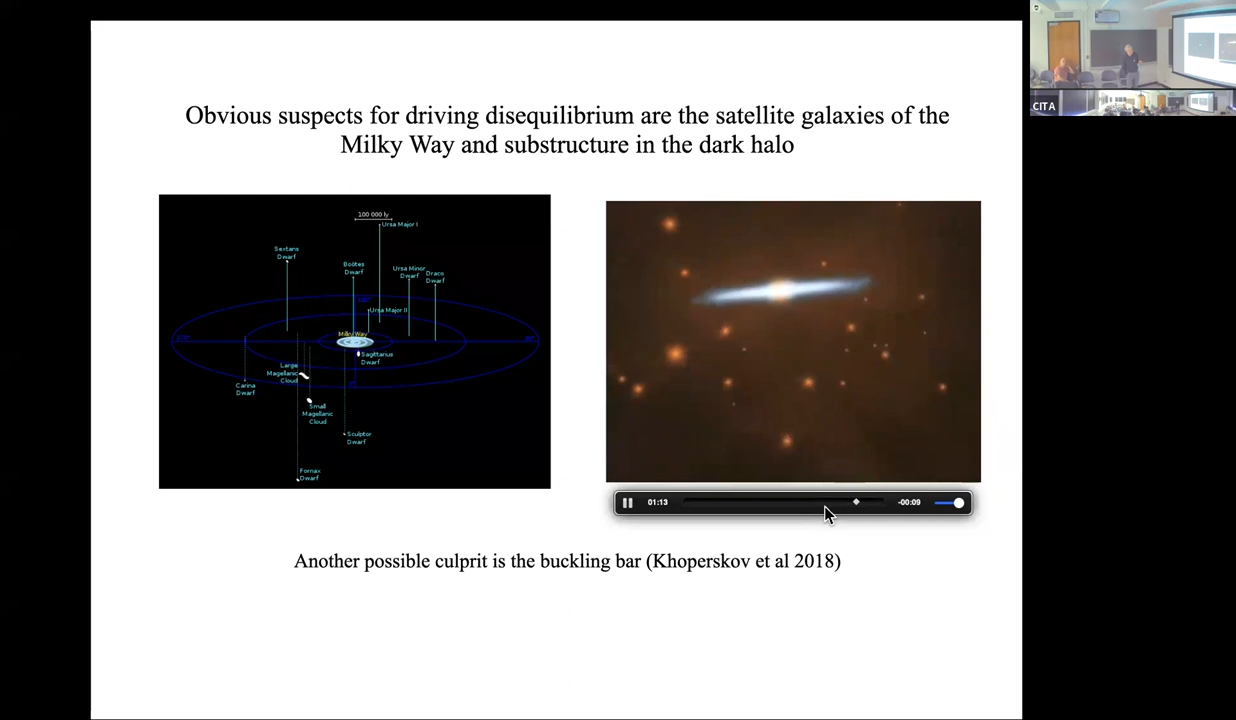 Obvious suspects for driving disequilibrium are the satellite galaxies of the
Milky Way and substructure in the dark halo
100 000 ly
Ursa Major I
Sextans
Dwarf
Boötes
Dwarf
Ursa Minor
Dwarf
Draco
Dwarf
Ursa Major II
Milky Way
Sagittarius
Dwarf
Large
Magellanic
Cloud
Carina
Dwarf
Small
Magellanic
Cloud
Sculptor
Dwarf
Fornax
Dwarf
01:13
-00:09
Another possible culprit is the buckling bar (Khoperskov et al 2018)
CITA